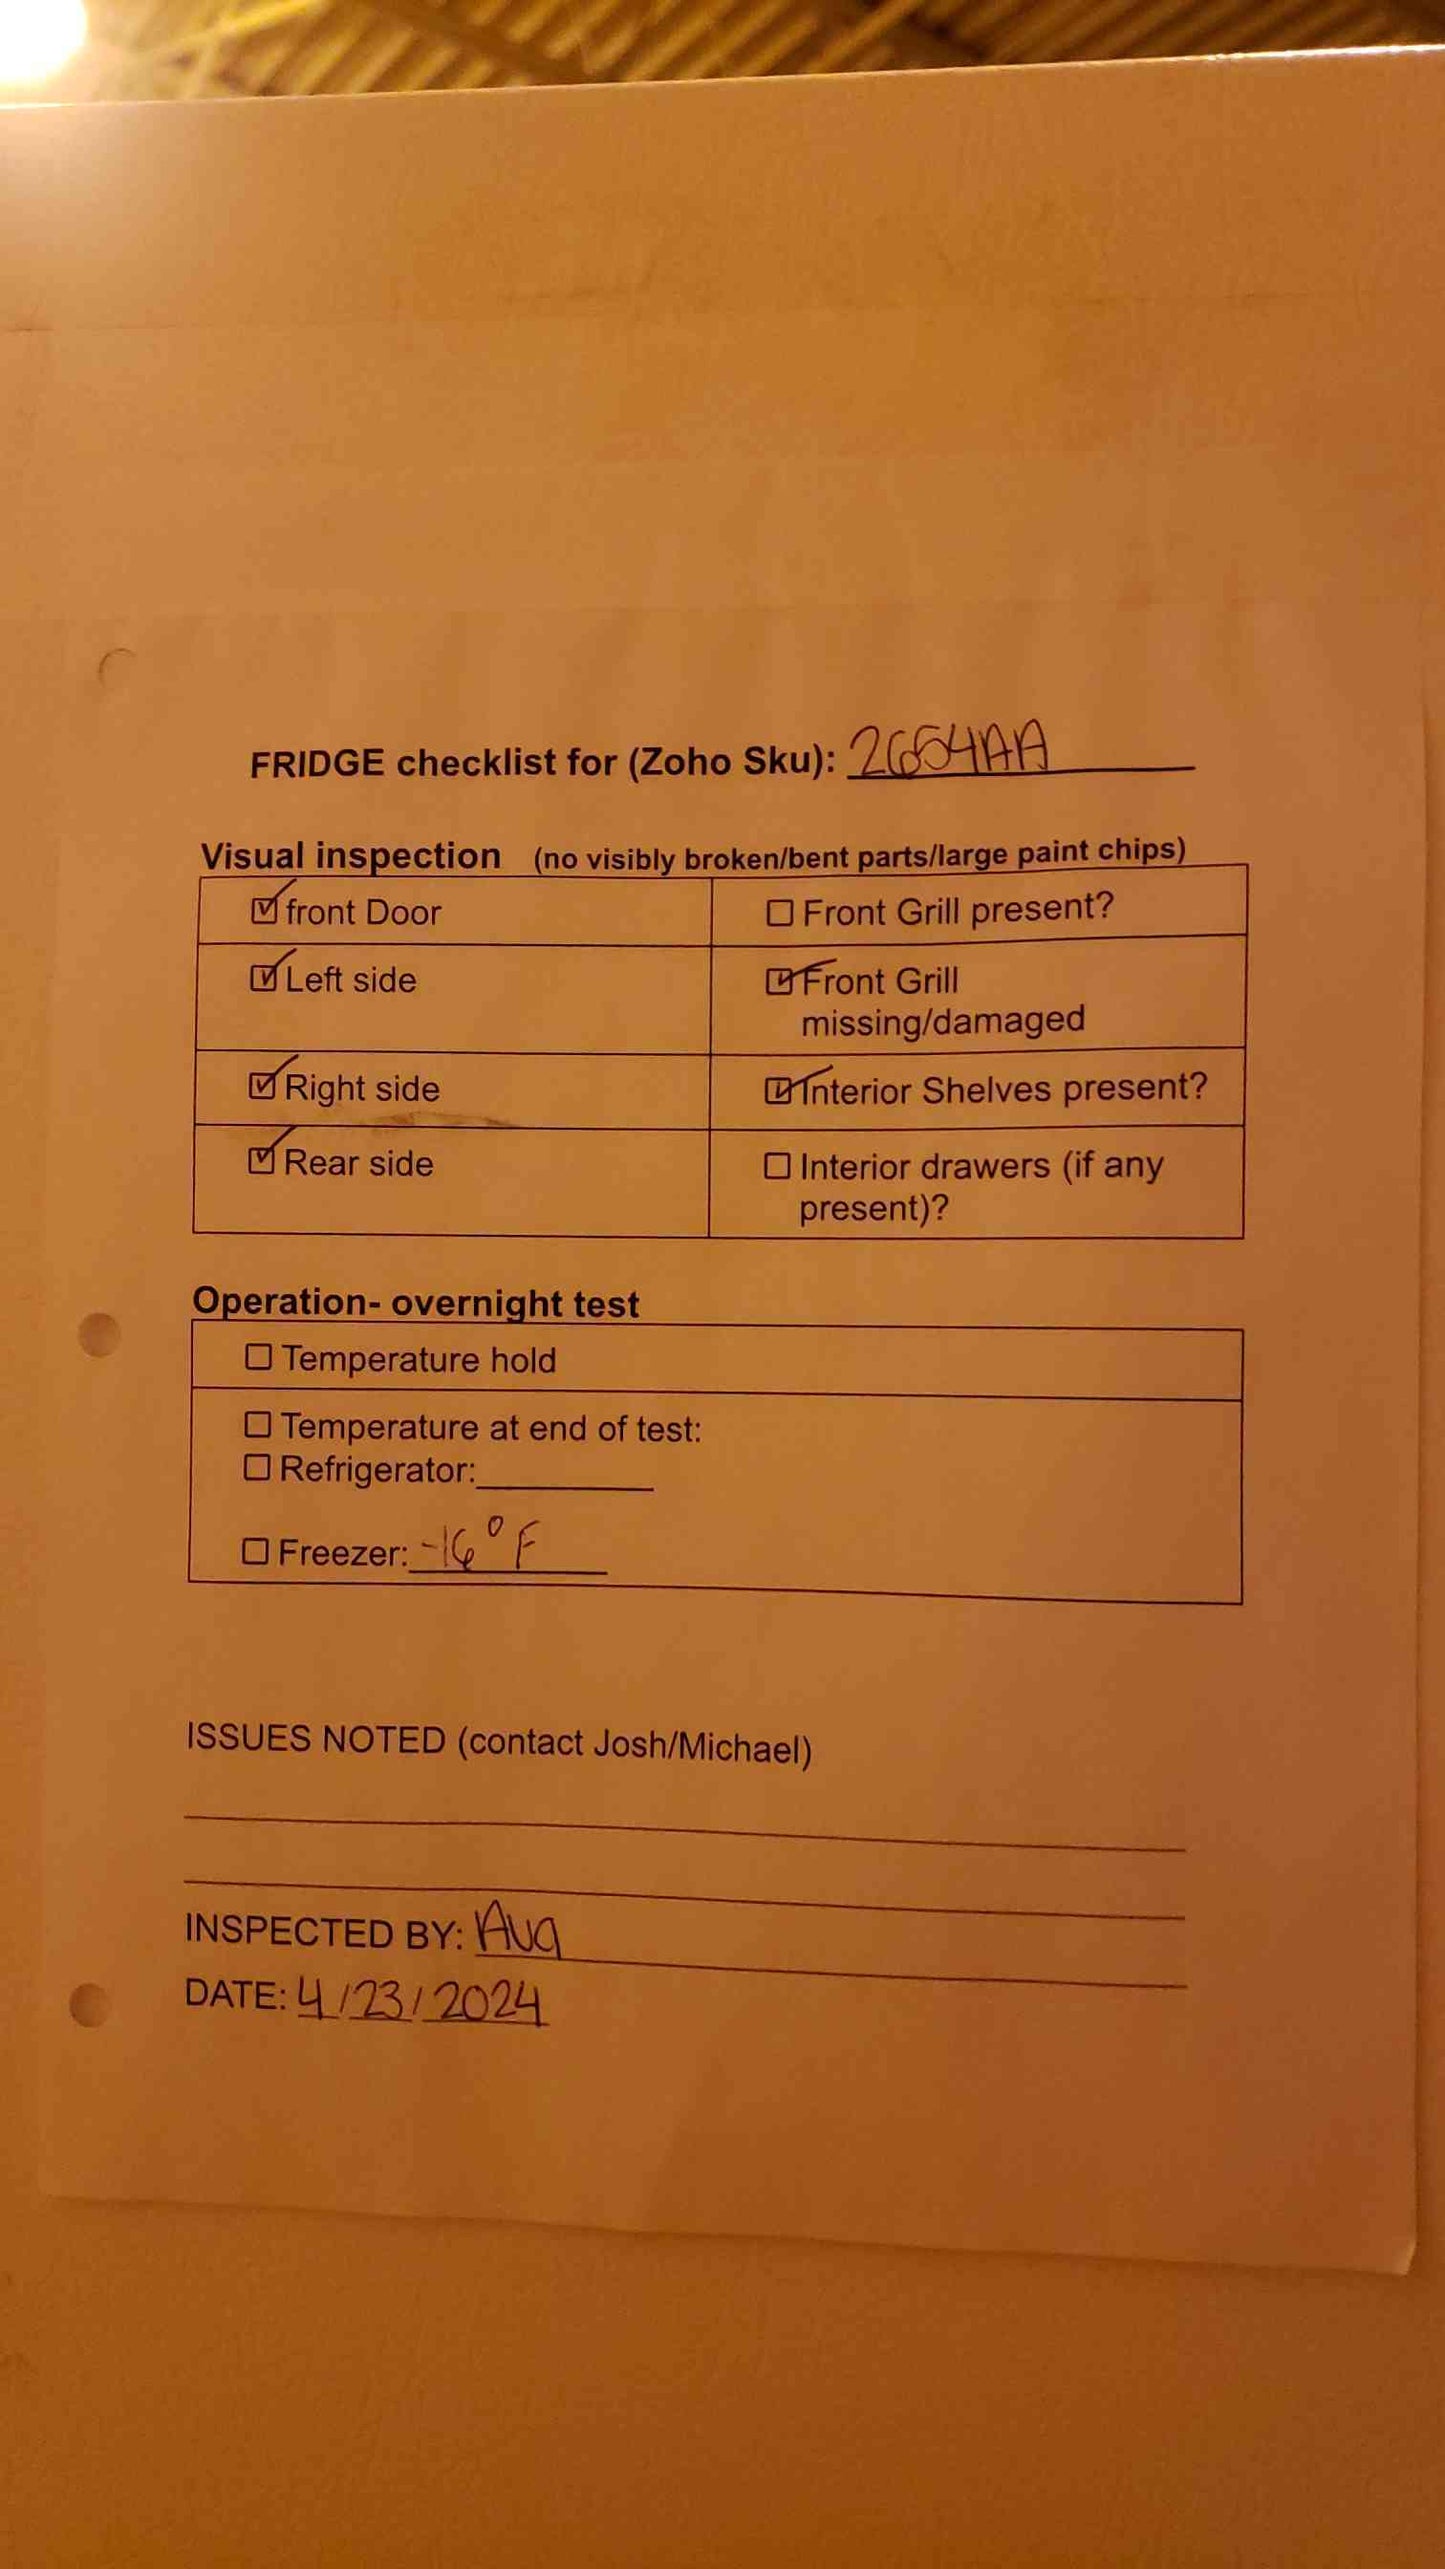 FRIDGE checklist for (Zoho Sku): 2654AA
Visual inspection (no visibly broken/bent parts/large paint chips)
☑ front Door
☐ Front Grill present?
☑ Left side
☑ Front Grill
missing/damaged
☑ Right side
☑ Interior Shelves present?
☑ Rear side
☐ Interior drawers (if any
present)?
Operation- overnight test
☐ Temperature hold
☐ Temperature at end of test:
☐ Refrigerator:
☐ Freezer: -16°F
ISSUES NOTED (contact Josh/Michael)
INSPECTED BY: Aug
DATE: 4/23/2024